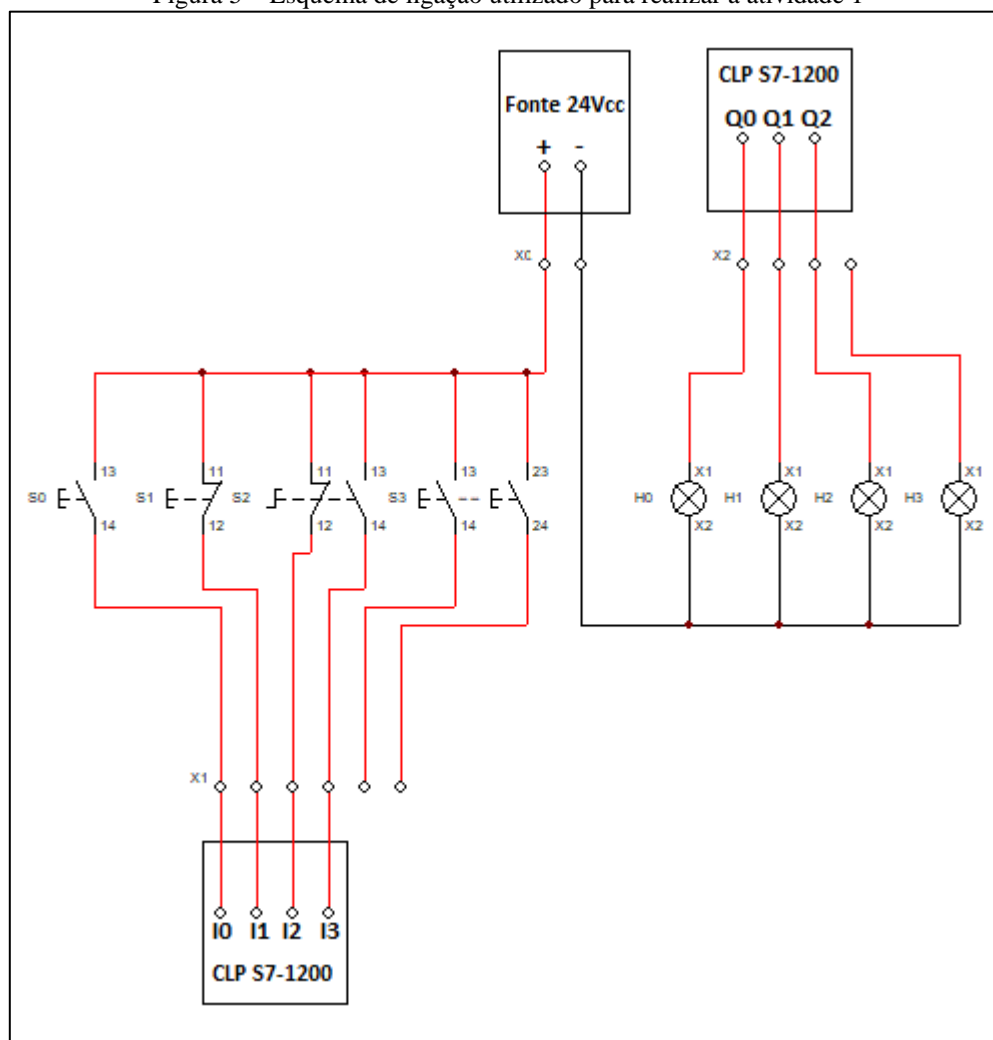 Figura 3 – Esquema de ligação utilizado para realizar a atividade 1
CLP S7-1200
Q0 Q1 Q2
Fonte 24Vcc
+ -
XC
X2
13
11
11
13
13
23
S0
S1
S2
S3
14
12
12
14
14
24
X1
X1
X1
X1
H0
H1
H2
H3
X2
X2
X2
X2
X1
I0 I1 I2 I3
CLP S7-1200